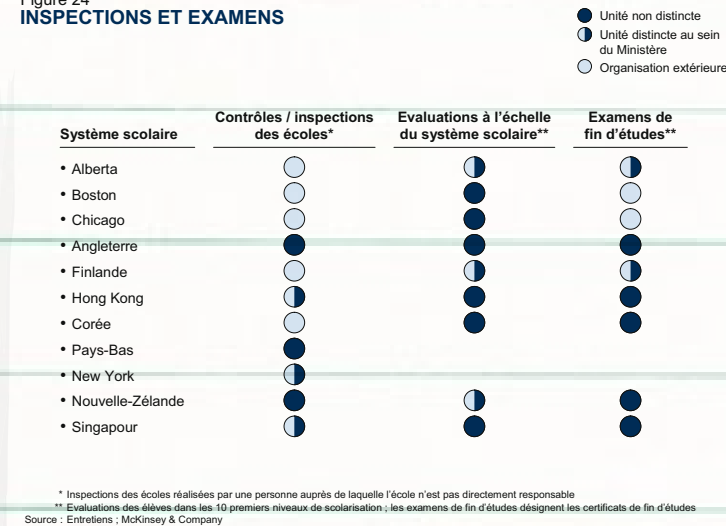 Figure 24
INSPECTIONS ET EXAMENS
Unité non distincte
Unité distincte au sein
du Ministère
Organisation extérieure
Système scolaire
Contrôles / inspections
des écoles*
Evaluations à l'échelle
du système scolaire**
Examens de
fin d'études**
• Alberta
• Boston
• Chicago
• Angleterre
• Finlande
• Hong Kong
• Corée
• Pays-Bas
• New York
• Nouvelle-Zélande
• Singapour
* Inspections des écoles réalisées par une personne auprès de laquelle l'école n'est pas directement responsable
** Evaluations des élèves dans les 10 premiers niveaux de scolarisation ; les examens de fin d'études désignent les certificats de fin d'études
Source : Entretiens ; McKinsey & Company